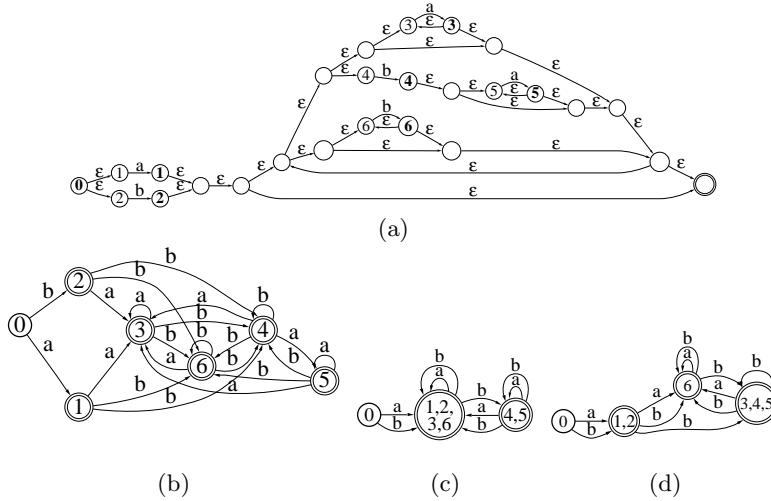 a
ε 3 ε 3 ε
ε ε
ε 4 b 4 ε ε 5 a ε 5 ε ε
ε ε
ε b ε
ε 6 ε 6 ε
ε ε ε ε ε
ε 1 a 1 ε
0 ε ε ε ε
ε 2 b 2 ε
ε
(a)
b
2 b
b a a a b
0 3 b b 4
a b b b a a
a a 6 b b 5
1 b a
b
(b)
b
a
b
a
0 a 1,2, 3,6 b a b 4,5
b
(c)
b
a
6 b b
a a
0 a 1,2 b b 3,4,5
b b
(d)